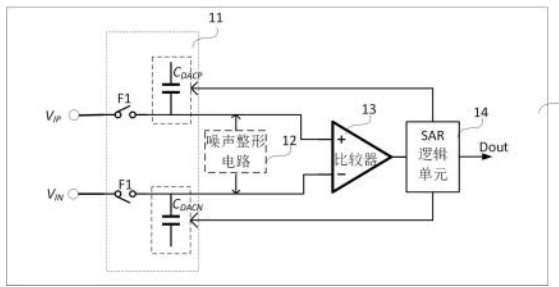 11
F1
C_DACP
V_IP
13
14
噪声整形
电路
12
+
比较器
−
SAR
逻辑
单元
Dout
F1
V_IN
C_DACN